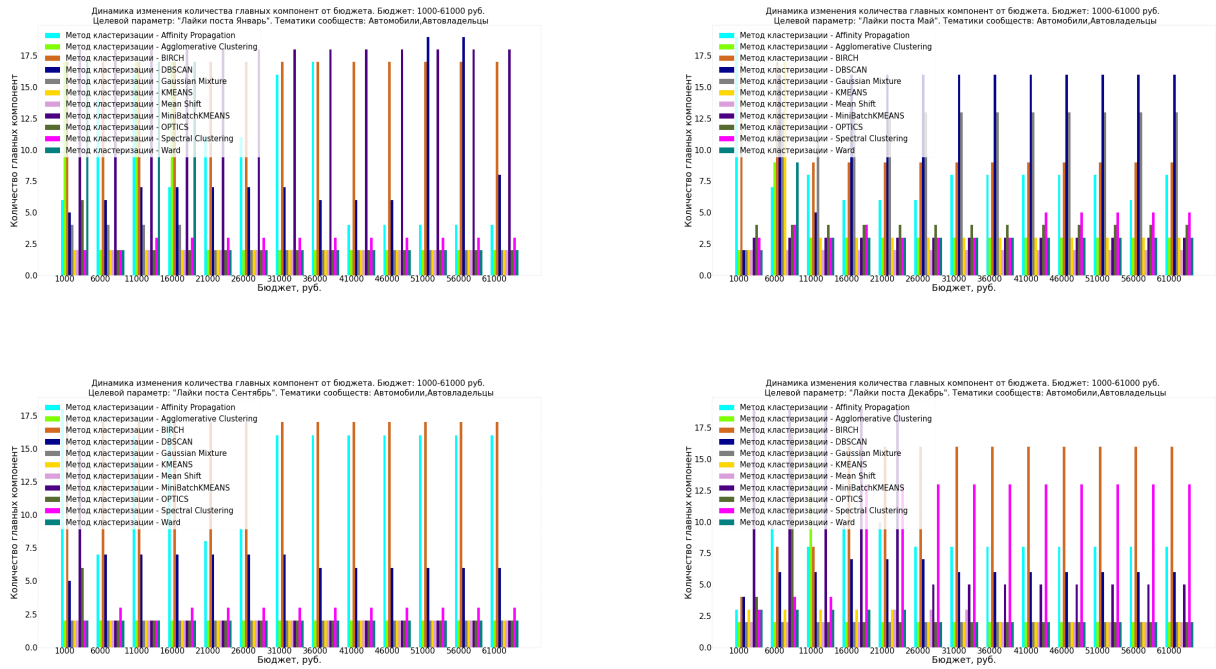 Динамика изменения количества главных компонент от бюджета. Бюджет: 1000-61000 руб.
Целевой параметр: "Лайки поста Январь". Тематики сообществ: Автомобили,Автовладельцы
Количество главных компонент
17.5
15.0
12.5
10.0
7.5
5.0
2.5
0.0
Метод кластеризации - Affinity Propagation
Метод кластеризации - Agglomerative Clustering
Метод кластеризации - BIRCH
Метод кластеризации - DBSCAN
Метод кластеризации - Gaussian Mixture
Метод кластеризации - KMEANS
Метод кластеризации - Mean Shift
Метод кластеризации - MiniBatchKMEANS
Метод кластеризации - OPTICS
Метод кластеризации - Spectral Clustering
Метод кластеризации - Ward
1000 6000 11000 16000 21000 26000 31000 36000 41000 46000 51000 56000 61000
Бюджет, руб.
Динамика изменения количества главных компонент от бюджета. Бюджет: 1000-61000 руб.
Целевой параметр: "Лайки поста Май". Тематики сообществ: Автомобили,Автовладельцы
Количество главных компонент
17.5
15.0
12.5
10.0
7.5
5.0
2.5
0.0
Метод кластеризации - Affinity Propagation
Метод кластеризации - Agglomerative Clustering
Метод кластеризации - BIRCH
Метод кластеризации - DBSCAN
Метод кластеризации - Gaussian Mixture
Метод кластеризации - KMEANS
Метод кластеризации - Mean Shift
Метод кластеризации - MiniBatchKMEANS
Метод кластеризации - OPTICS
Метод кластеризации - Spectral Clustering
Метод кластеризации - Ward
1000 6000 11000 16000 21000 26000 31000 36000 41000 46000 51000 56000 61000
Бюджет, руб.
Динамика изменения количества главных компонент от бюджета. Бюджет: 1000-61000 руб.
Целевой параметр: "Лайки поста Сентябрь". Тематики сообществ: Автомобили,Автовладельцы
Количество главных компонент
17.5
15.0
12.5
10.0
7.5
5.0
2.5
0.0
Метод кластеризации - Affinity Propagation
Метод кластеризации - Agglomerative Clustering
Метод кластеризации - BIRCH
Метод кластеризации - DBSCAN
Метод кластеризации - Gaussian Mixture
Метод кластеризации - KMEANS
Метод кластеризации - Mean Shift
Метод кластеризации - MiniBatchKMEANS
Метод кластеризации - OPTICS
Метод кластеризации - Spectral Clustering
Метод кластеризации - Ward
1000 6000 11000 16000 21000 26000 31000 36000 41000 46000 51000 56000 61000
Бюджет, руб.
Динамика изменения количества главных компонент от бюджета. Бюджет: 1000-61000 руб.
Целевой параметр: "Лайки поста Декабрь". Тематики сообществ: Автомобили,Автовладельцы
Количество главных компонент
17.5
15.0
12.5
10.0
7.5
5.0
2.5
0.0
Метод кластеризации - Affinity Propagation
Метод кластеризации - Agglomerative Clustering
Метод кластеризации - BIRCH
Метод кластеризации - DBSCAN
Метод кластеризации - Gaussian Mixture
Метод кластеризации - KMEANS
Метод кластеризации - Mean Shift
Метод кластеризации - MiniBatchKMEANS
Метод кластеризации - OPTICS
Метод кластеризации - Spectral Clustering
Метод кластеризации - Ward
1000 6000 11000 16000 21000 26000 31000 36000 41000 46000 51000 56000 61000
Бюджет, руб.